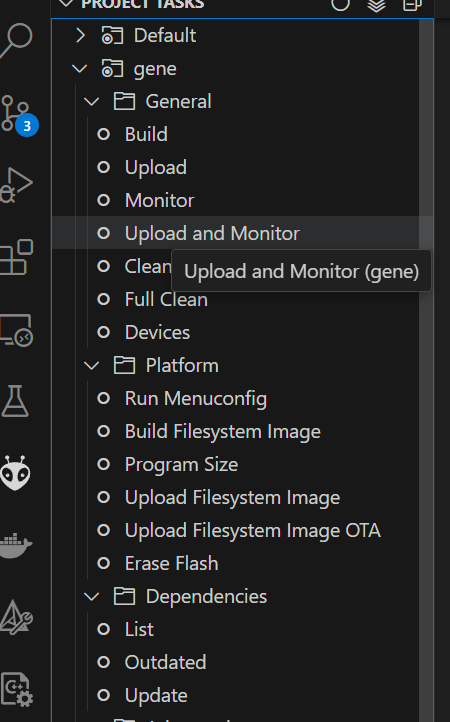 PROJECT TASKS
Default
gene
General
Build
Upload
Monitor
Upload and Monitor
Clean
Upload and Monitor (gene)
Full Clean
Devices
Platform
Run Menuconfig
Build Filesystem Image
Program Size
Upload Filesystem Image
Upload Filesystem Image OTA
Erase Flash
Dependencies
List
Outdated
Update
3